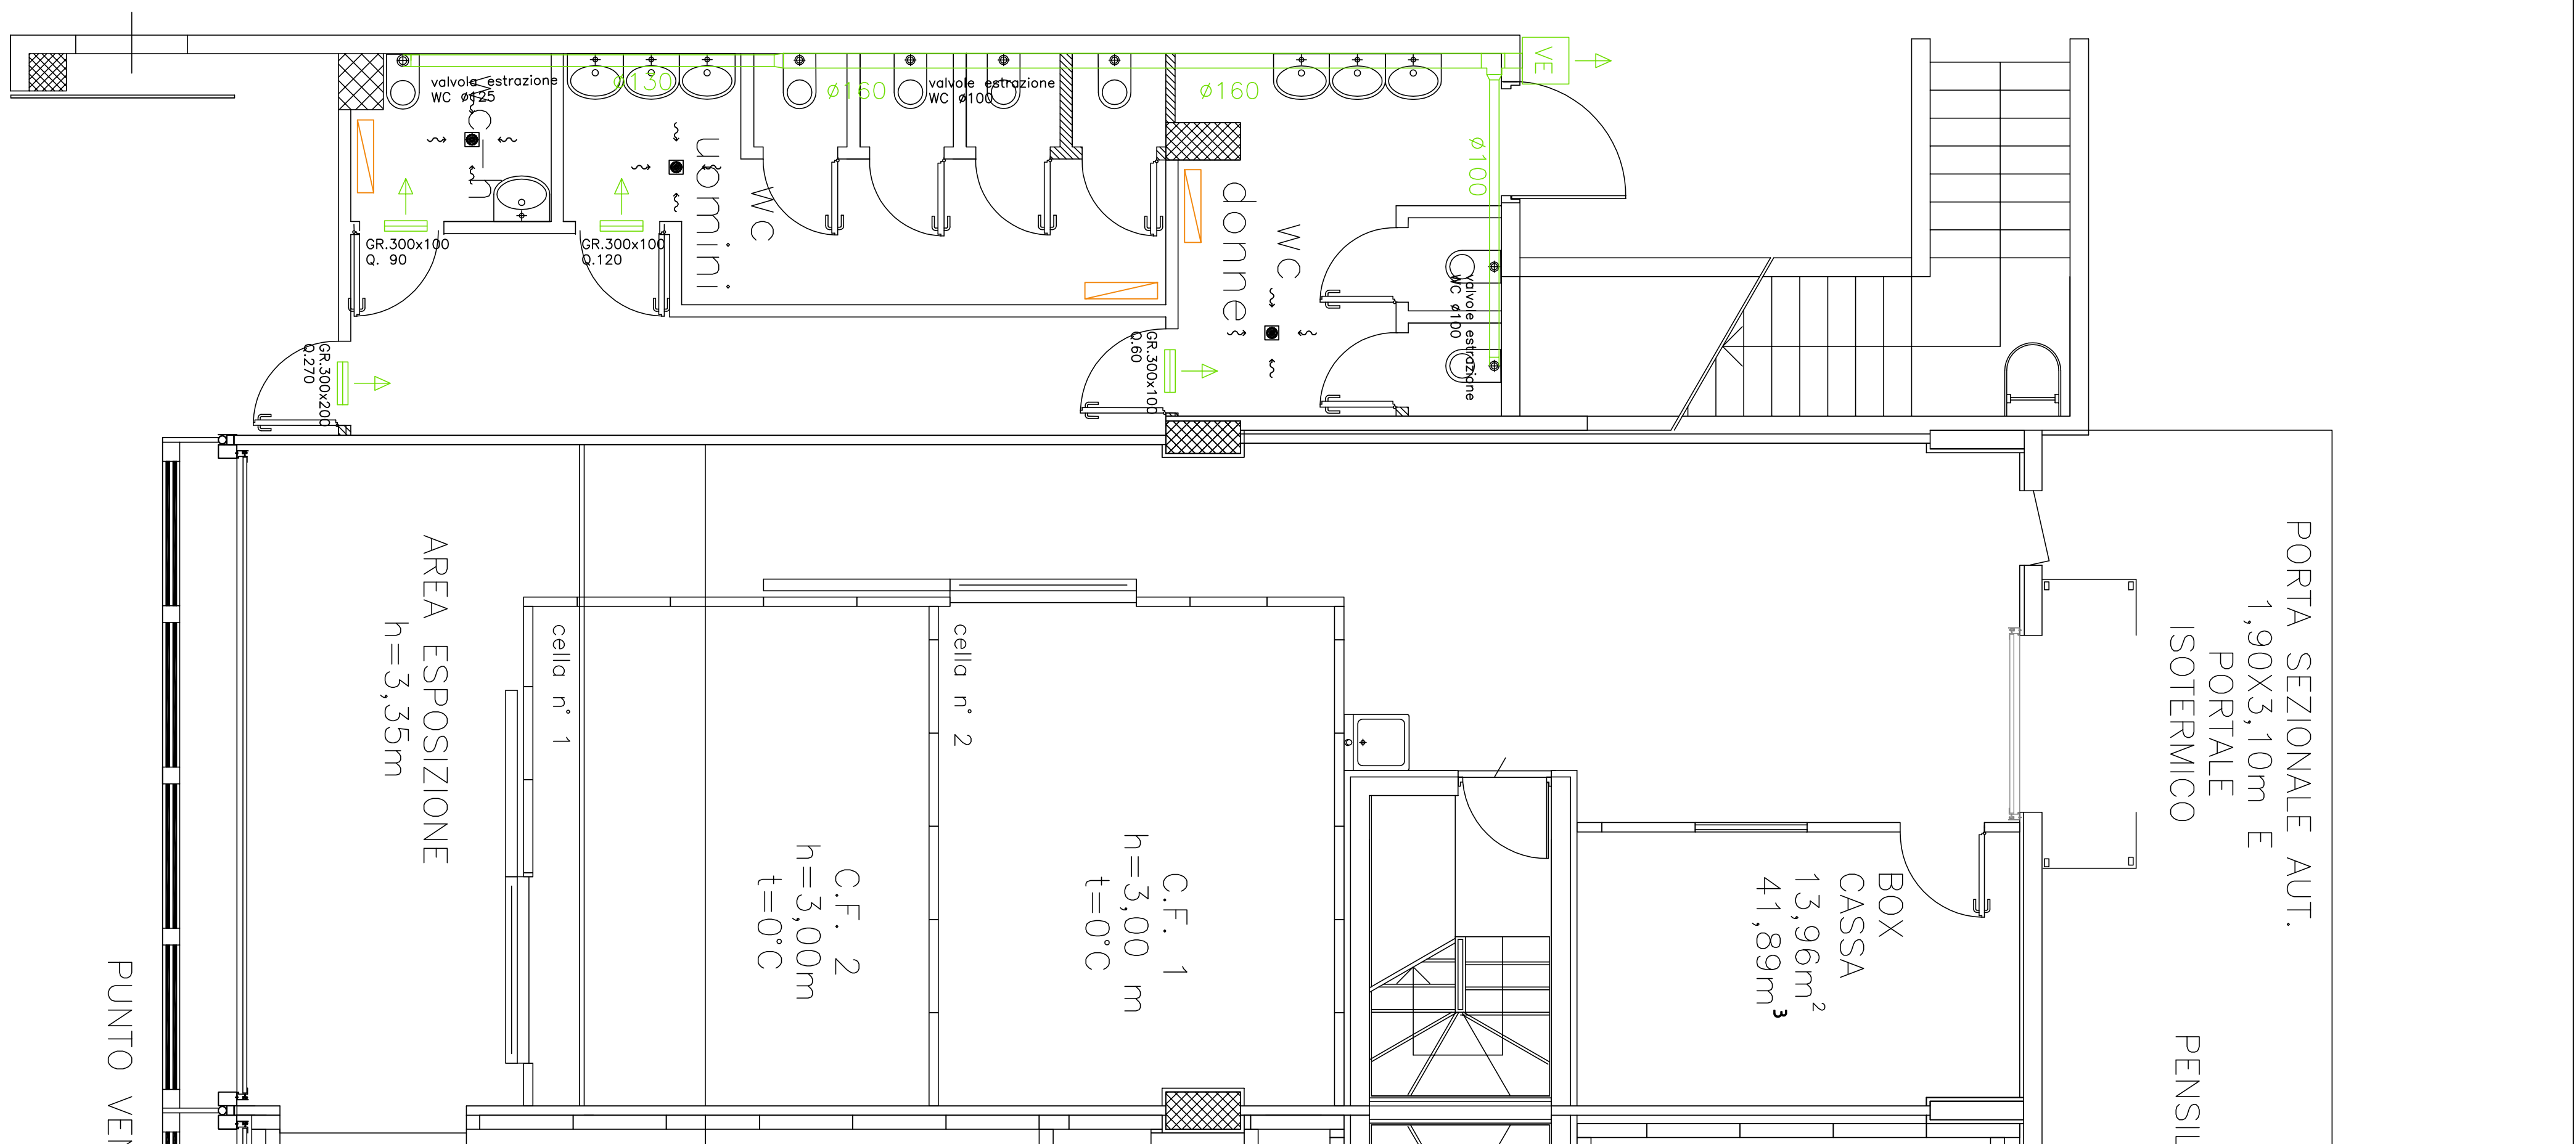 valvola estrazione
WC ø125
wc-h
GR.300x100
Q. 90
ø130
wc
uomini
GR.300x100
Q.120
ø160
valvole estrazione
WC ø100
ø160
VE
ø100
wc
donne
valvole estrazione
WC ø100
GR.300x200
Q.270
GR.300x100
Q.60
AREA ESPOSIZIONE
h=3,35m
cella n° 1
cella n° 2
C.F. 2
h=3,00m
t=0°C
C.F. 1
h=3,00 m
t=0°C
BOX
CASSA
13,96m²
41,89m³
PORTA SEZIONALE AUT.
1,90X3,10m E
PORTALE
ISOTERMICO
PENSIL
PUNTO VEN